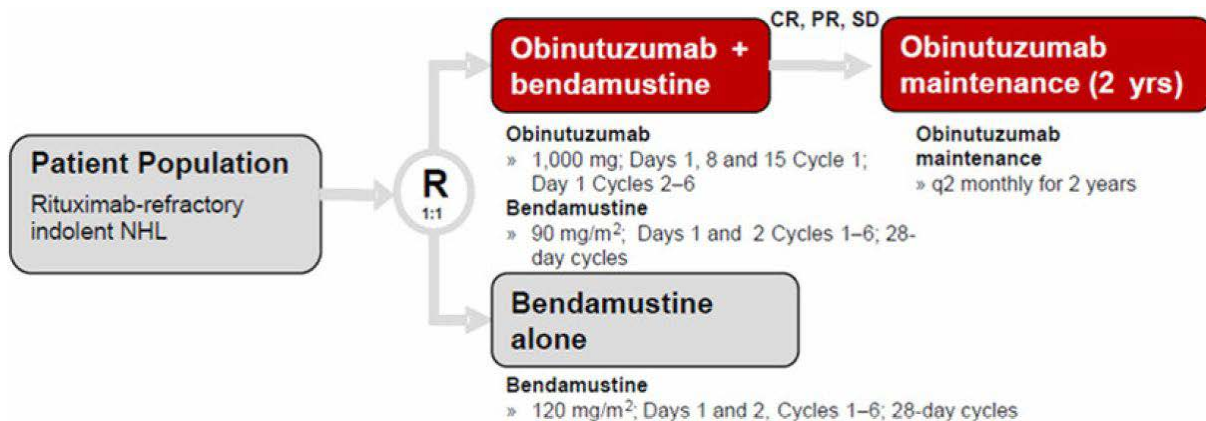 Patient Population
Rituximab-refractory
indolent NHL
R
1:1
Obinutuzumab +
bendamustine
Obinutuzumab
» 1,000 mg; Days 1, 8 and 15 Cycle 1;
Day 1 Cycles 2–6
Bendamustine
» 90 mg/m²; Days 1 and 2 Cycles 1–6; 28-
day cycles
CR, PR, SD
Obinutuzumab
maintenance (2 yrs)
Obinutuzumab
maintenance
» q2 monthly for 2 years
Bendamustine
alone
Bendamustine
» 120 mg/m²; Days 1 and 2, Cycles 1–6; 28-day cycles